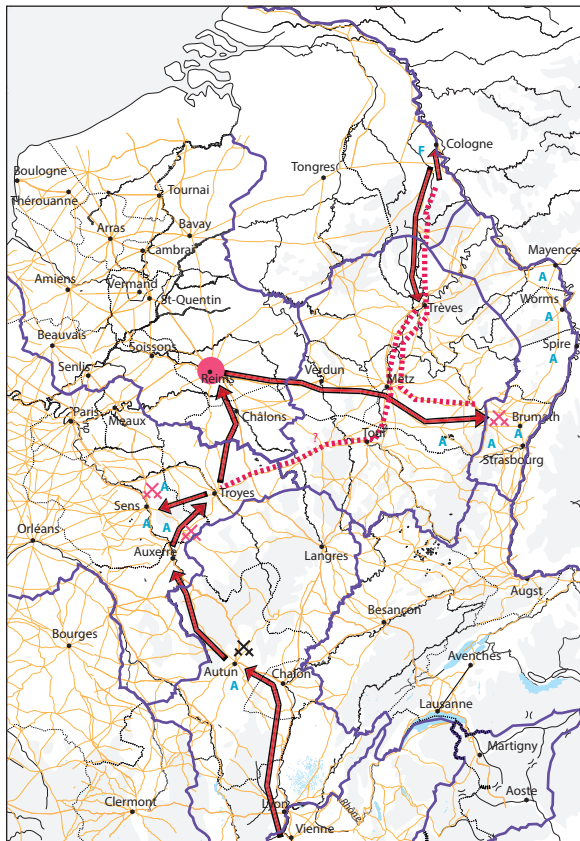 Cologne
F
Boulogne
Tongres
Tournai
Thérouanne
Bavay
Arras
Cambrai
Mayence
A
Amiens
Vermand
St-Quentin
Trèves
Worms
A
Beauvais
Soissons
Spire
A
Senlis
Reims
Verdun
Metz
Paris
Meaux
Châlons
Brumath
A
?
Toul
A
A
Strasbourg
A
Troyes
Sens
A
A
Orléans
Auxerre
Langres
Augst
Besançon
Bourges
Avenches
Autun
Chalon
A
Lausanne
Martigny
Aoste
Clermont
Lyon
Rhône
Vienne